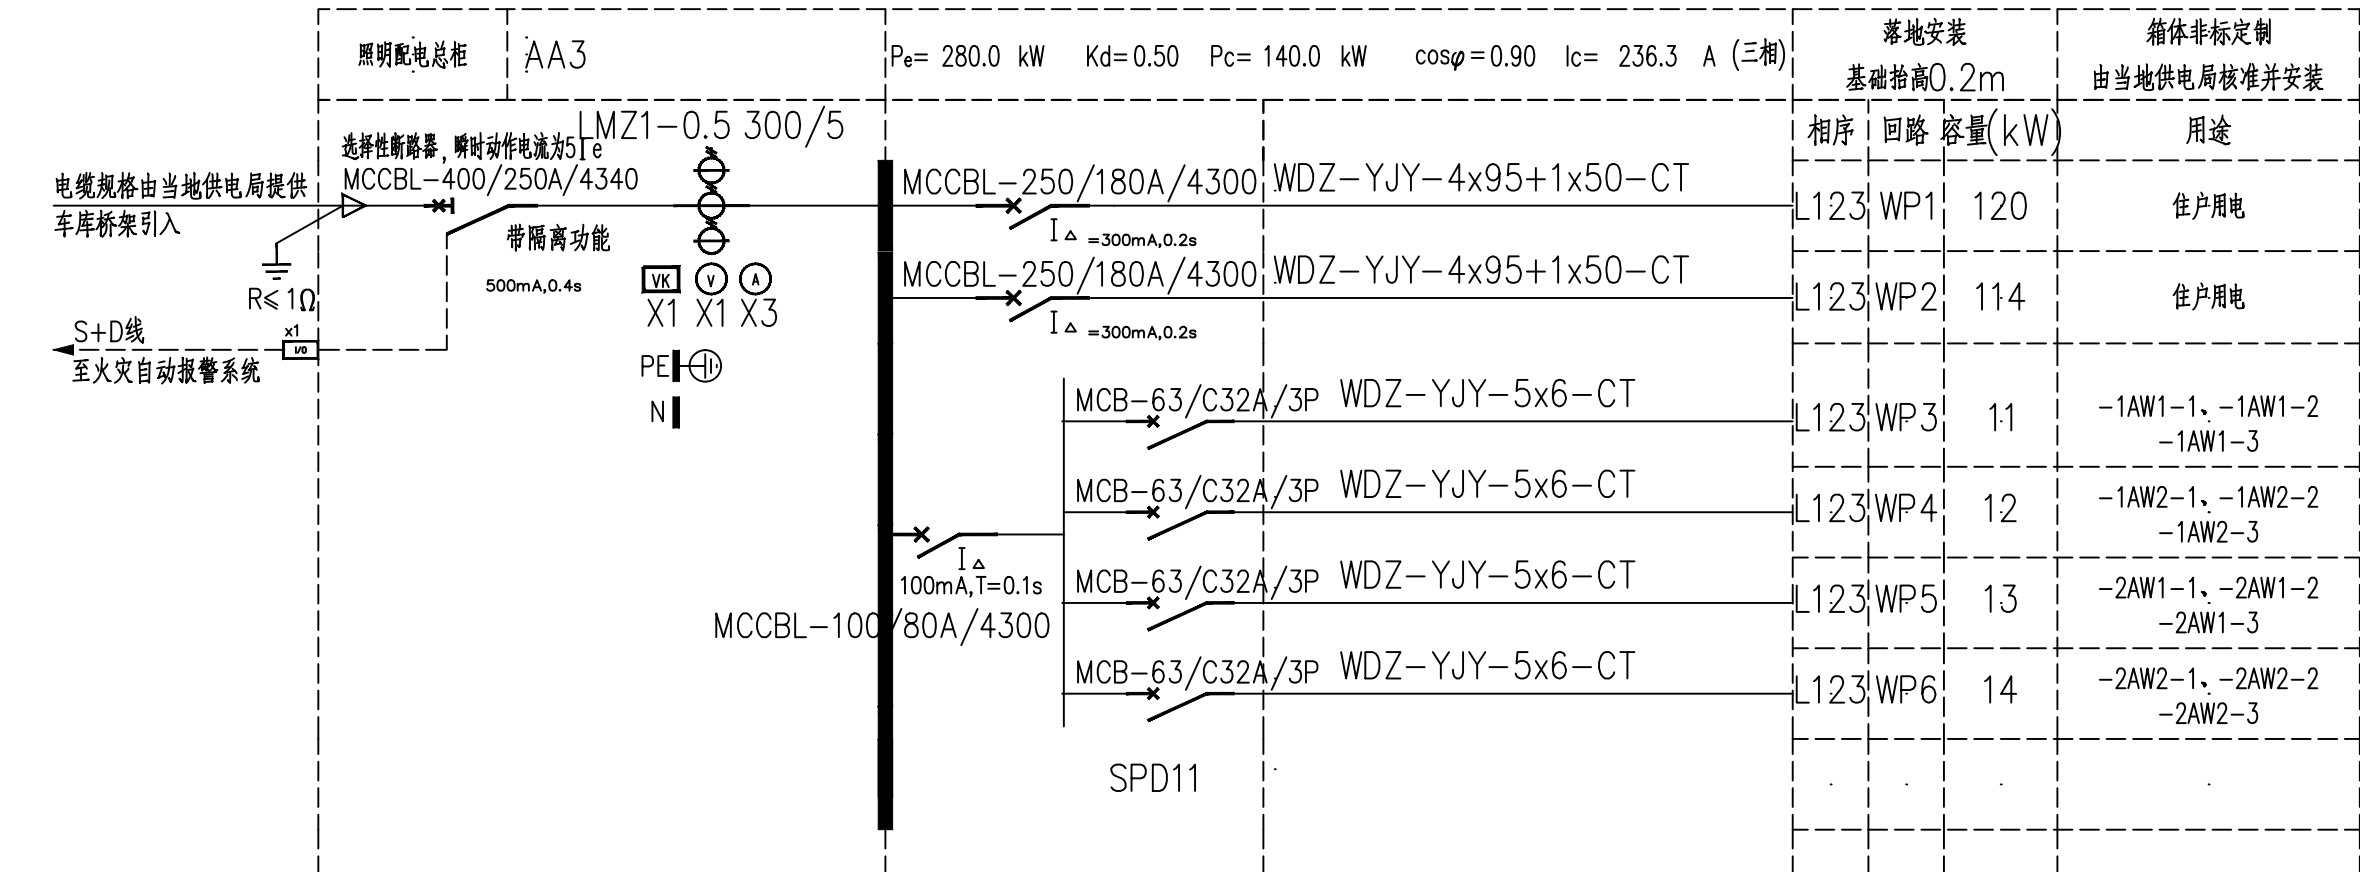 照明配电总柜
AA3
Pe= 280.0 kW Kd=0.50 Pc= 140.0 kW cosφ=0.90 Ic= 236.3 A (三相)
落地安装
基础抬高0.2m
箱体非标定制
由当地供电局核准并安装
相序 回路 容量(kW) 用途
LMZ1-0.5 300/5
选择性断路器, 瞬时动作电流为5Ie
MCCBL-400/250A/4340
电缆规格由当地供电局提供
车库桥架引入
带隔离功能
500mA,0.4s
R≤1Ω
VK V A
X1 X1 X3
S+D线
x1
I/O
至火灾自动报警系统
PE
N
MCCBL-250/180A/4300 WDZ-YJY-4x95+1x50-CT
L123 WP1 120 住户用电
I△ =300mA,0.2s
MCCBL-250/180A/4300 WDZ-YJY-4x95+1x50-CT
L123 WP2 114 住户用电
I△ =300mA,0.2s
MCB-63/C32A/3P WDZ-YJY-5x6-CT
L123 WP3 11 -1AW1-1、-1AW1-2
-1AW1-3
MCB-63/C32A/3P WDZ-YJY-5x6-CT
L123 WP4 12 -1AW2-1、-1AW2-2
-1AW2-3
I△
100mA,T=0.1s
MCCBL-100/80A/4300
MCB-63/C32A/3P WDZ-YJY-5x6-CT
L123 WP5 13 -2AW1-1、-2AW1-2
-2AW1-3
MCB-63/C32A/3P WDZ-YJY-5x6-CT
L123 WP6 14 -2AW2-1、-2AW2-2
-2AW2-3
SPD11